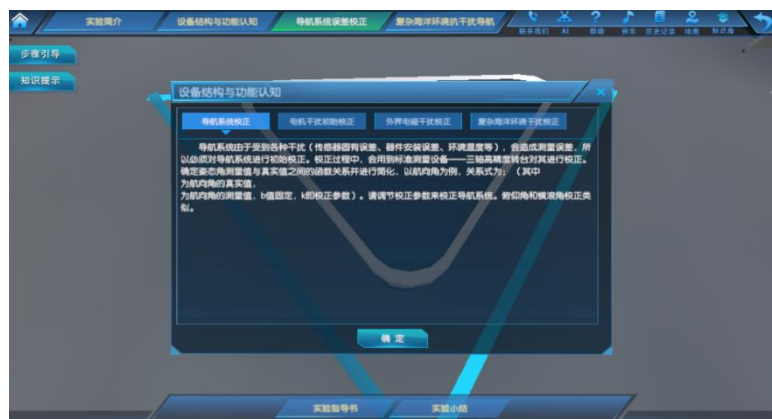 实验简介
设备结构与功能认知
导航系统误差校正
复杂海洋环境抗干扰导航
联系我们
AI
帮助
音乐
历史记录
地图
知识角
步骤引导
知识提示
设备结构与功能认知
导航系统校正
电机干扰初始校正
外界电磁干扰校正
复杂海洋环境干扰校正
导航系统由于受到各种干扰（传感器固有误差、器件安装误差、环境温度等），会造成测量误差，所
以必须对导航系统进行初始校正。校正过程中，会用到标准测量设备——三轴高精度转台对其进行校正。
确定姿态角测量值与真实值之间的函数关系并进行简化，以航向角为例，关系式为；（其中
为航向角的真实值，
为航向角的测量值，b值固定，k即校正参数）。请调节校正参数来校正导航系统。俯仰角和横滚角校正类
似。
确 定
实验指导书
实验小结